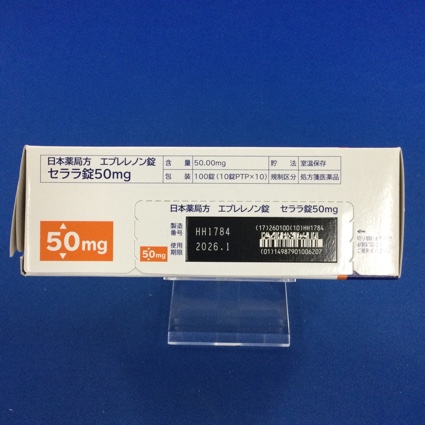 日本薬局方 エプレレノン錠
セララ錠50mg
含量 50.00mg 貯法 室温保存
包装 100錠(10錠PTP×10) 規制区分 処方箋医薬品
日本薬局方 エプレレノン錠 セララ錠50mg
製造番号 HH1784
使用期限 2026.1
(17)260100(10)HH1784
(01)14987901006207
50mg
50mg